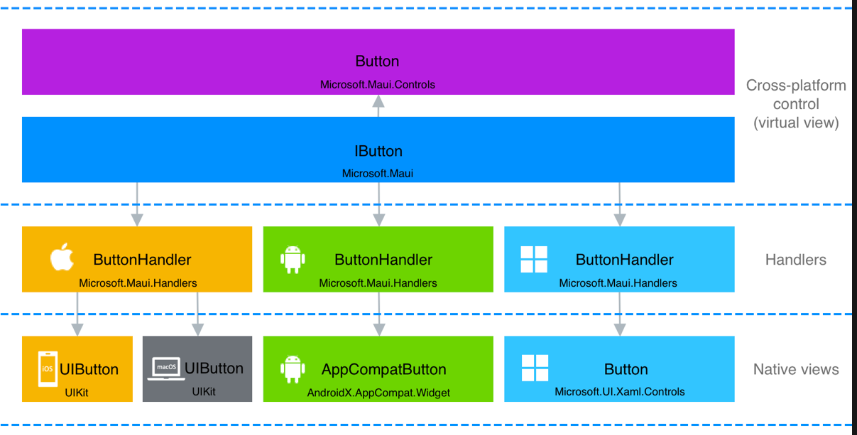 Button
Microsoft.Maui.Controls
Cross-platform
control
(virtual view)
IButton
Microsoft.Maui
ButtonHandler
Microsoft.Maui.Handlers
ButtonHandler
Microsoft.Maui.Handlers
ButtonHandler
Microsoft.Maui.Handlers
Handlers
iOS
UIButton
UIKit
macOS
UIButton
UIKit
AppCompatButton
AndroidX.AppCompat.Widget
Button
Microsoft.UI.Xaml.Controls
Native views